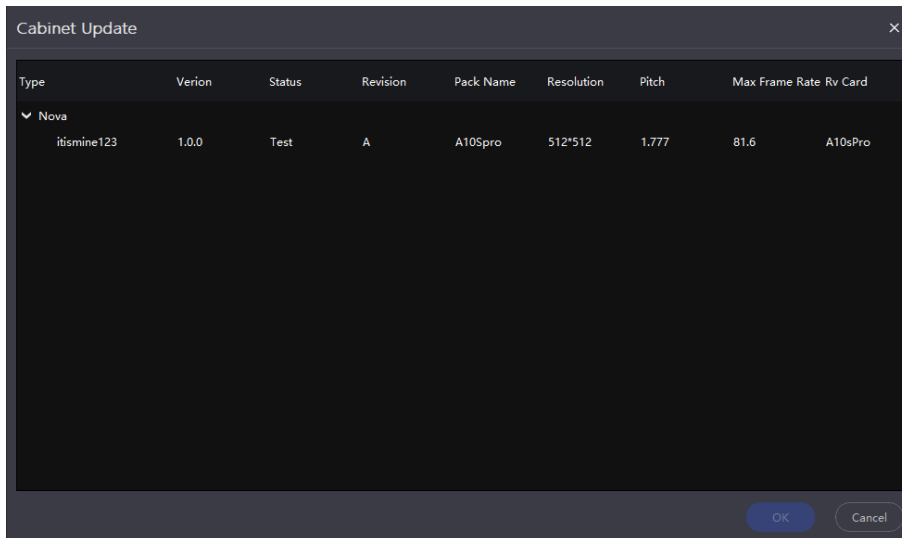 Cabinet Update
Type Verion Status Revision Pack Name Resolution Pitch Max Frame Rate Rv Card
Nova
itismine123 1.0.0 Test A A10Spro 512*512 1.777 81.6 A10sPro
OK Cancel